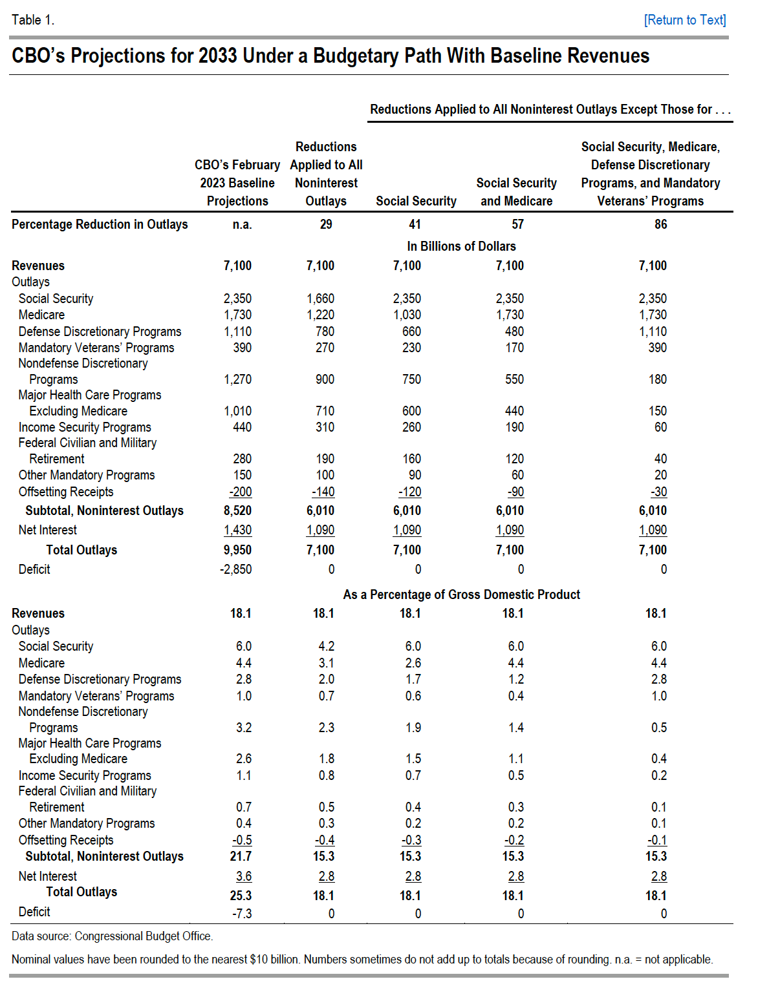 Table 1. [Return to Text]
CBO’s Projections for 2033 Under a Budgetary Path With Baseline Revenues
Reductions Applied to All Noninterest Outlays Except Those for . . .
CBO’s February 2023 Baseline Projections
Reductions Applied to All Noninterest Outlays
Social Security
Social Security and Medicare
Social Security, Medicare, Defense Discretionary Programs, and Mandatory Veterans’ Programs
Percentage Reduction in Outlays n.a. 29 41 57 86
In Billions of Dollars
Revenues 7,100 7,100 7,100 7,100 7,100
Outlays
Social Security 2,350 1,660 2,350 2,350 2,350
Medicare 1,730 1,220 1,030 1,730 1,730
Defense Discretionary Programs 1,110 780 660 480 1,110
Mandatory Veterans’ Programs 390 270 230 170 390
Nondefense Discretionary
Programs 1,270 900 750 550 180
Major Health Care Programs
Excluding Medicare 1,010 710 600 440 150
Income Security Programs 440 310 260 190 60
Federal Civilian and Military
Retirement 280 190 160 120 40
Other Mandatory Programs 150 100 90 60 20
Offsetting Receipts -200 -140 -120 -90 -30
Subtotal, Noninterest Outlays 8,520 6,010 6,010 6,010 6,010
Net Interest 1,430 1,090 1,090 1,090 1,090
Total Outlays 9,950 7,100 7,100 7,100 7,100
Deficit -2,850 0 0 0 0
As a Percentage of Gross Domestic Product
Revenues 18.1 18.1 18.1 18.1 18.1
Outlays
Social Security 6.0 4.2 6.0 6.0 6.0
Medicare 4.4 3.1 2.6 4.4 4.4
Defense Discretionary Programs 2.8 2.0 1.7 1.2 2.8
Mandatory Veterans’ Programs 1.0 0.7 0.6 0.4 1.0
Nondefense Discretionary
Programs 3.2 2.3 1.9 1.4 0.5
Major Health Care Programs
Excluding Medicare 2.6 1.8 1.5 1.1 0.4
Income Security Programs 1.1 0.8 0.7 0.5 0.2
Federal Civilian and Military
Retirement 0.7 0.5 0.4 0.3 0.1
Other Mandatory Programs 0.4 0.3 0.2 0.2 0.1
Offsetting Receipts -0.5 -0.4 -0.3 -0.2 -0.1
Subtotal, Noninterest Outlays 21.7 15.3 15.3 15.3 15.3
Net Interest 3.6 2.8 2.8 2.8 2.8
Total Outlays 25.3 18.1 18.1 18.1 18.1
Deficit -7.3 0 0 0 0
Data source: Congressional Budget Office.
Nominal values have been rounded to the nearest $10 billion. Numbers sometimes do not add up to totals because of rounding. n.a. = not applicable.